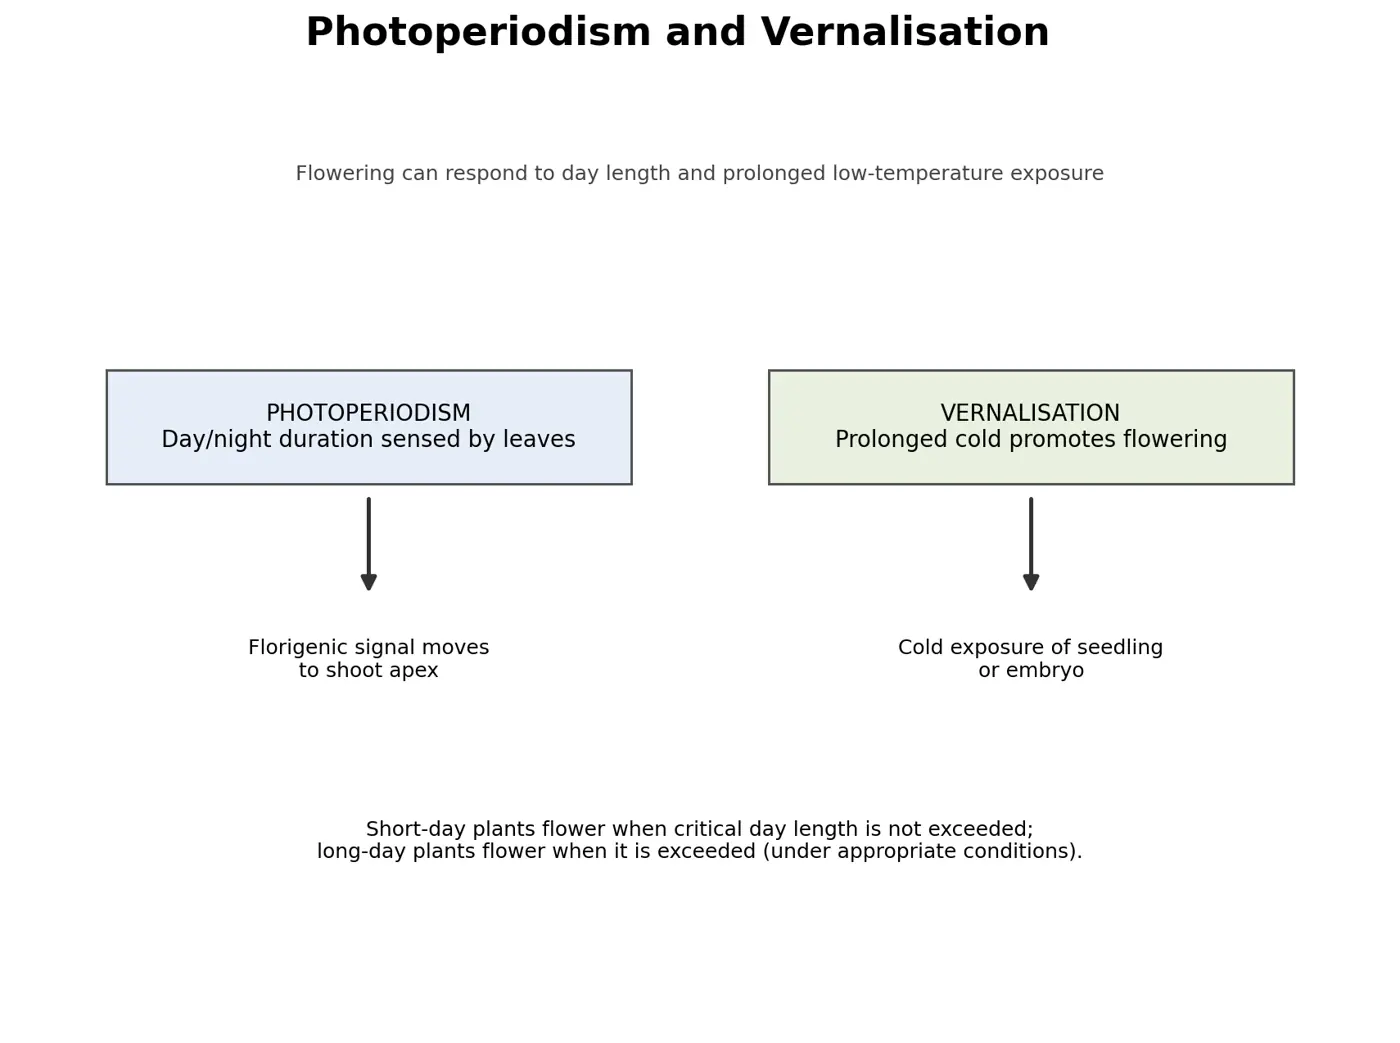 Photoperiodism and Vernalisation
Flowering can respond to day length and prolonged low-temperature exposure
PHOTOPERIODISM
Day/night duration sensed by leaves
VERNALISATION
Prolonged cold promotes flowering
Florigenic signal moves
to shoot apex
Cold exposure of seedling
or embryo
Short-day plants flower when critical day length is not exceeded;
long-day plants flower when it is exceeded (under appropriate conditions).